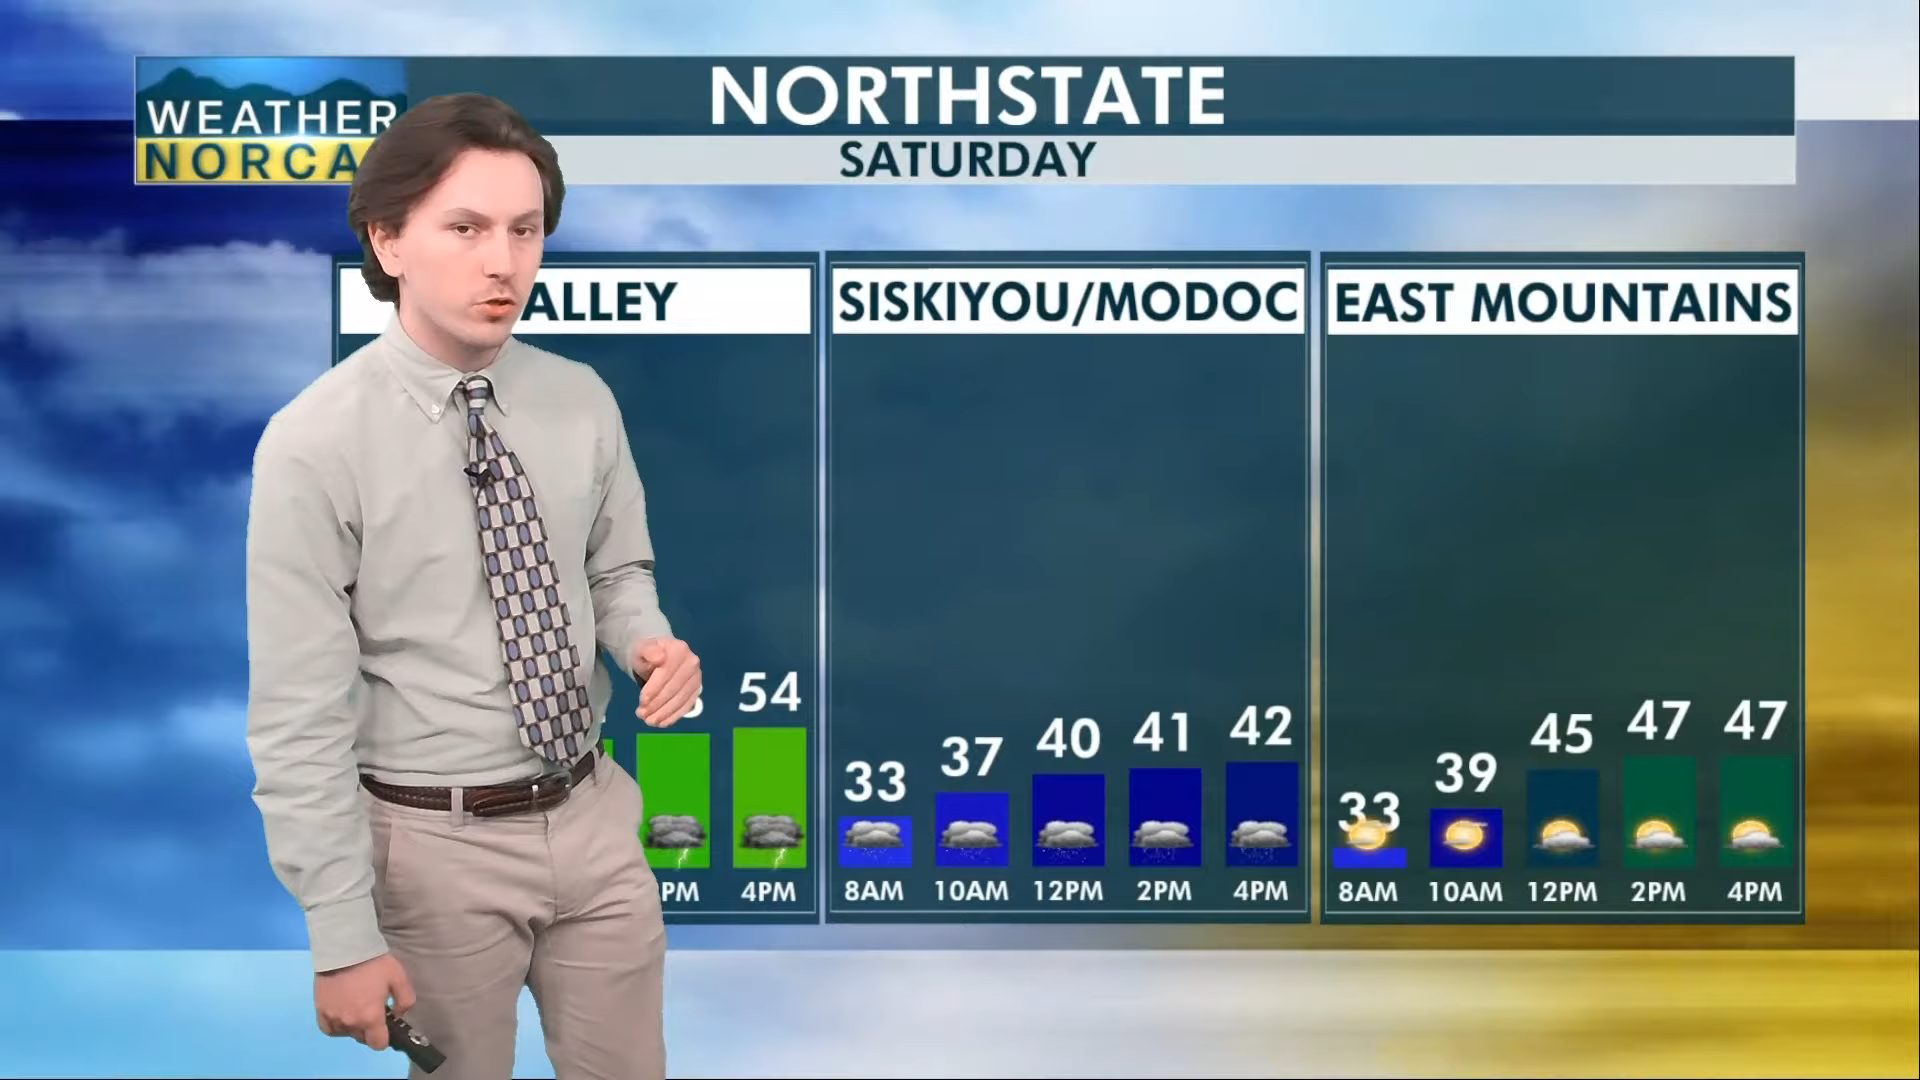 WEATHER
NORCA
NORTHSTATE
SATURDAY
ALLEY
54
PM
4PM
SISKIYOU/MODOC
33 37 40 41 42
8AM 10AM 12PM 2PM 4PM
EAST MOUNTAINS
33 39 45 47 47
8AM 10AM 12PM 2PM 4PM